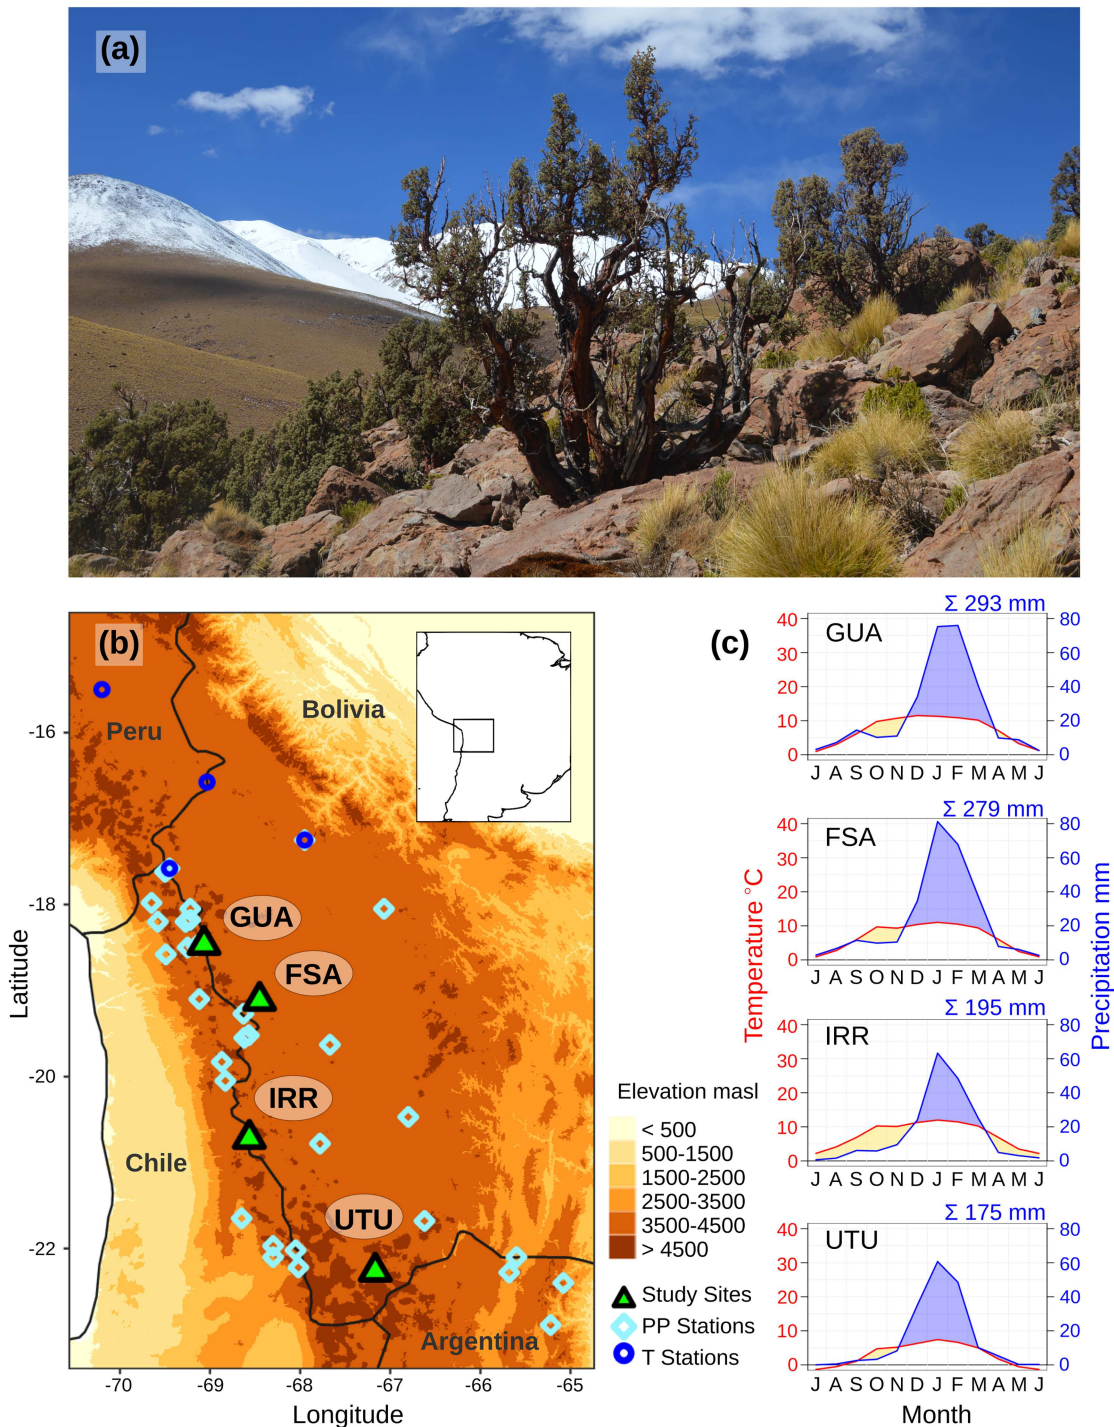 (a)
(b)
Peru
Bolivia
GUA
FSA
IRR
UTU
Chile
Argentina
-16
-18
-20
-22
Latitude
-70 -69 -68 -67 -66 -65
Longitude
Elevation masl
< 500
500-1500
1500-2500
2500-3500
3500-4500
> 4500
Study Sites
PP Stations
T Stations
(c)
Σ 293 mm
GUA
40
30
20
10
0
80
60
40
20
0
J A S O N D J F M A M J
Σ 279 mm
FSA
40
30
20
10
0
80
60
40
20
0
J A S O N D J F M A M J
Σ 195 mm
IRR
40
30
20
10
0
80
60
40
20
0
J A S O N D J F M A M J
Σ 175 mm
UTU
40
30
20
10
0
80
60
40
20
0
J A S O N D J F M A M J
Temperature °C
Precipitation mm
Month